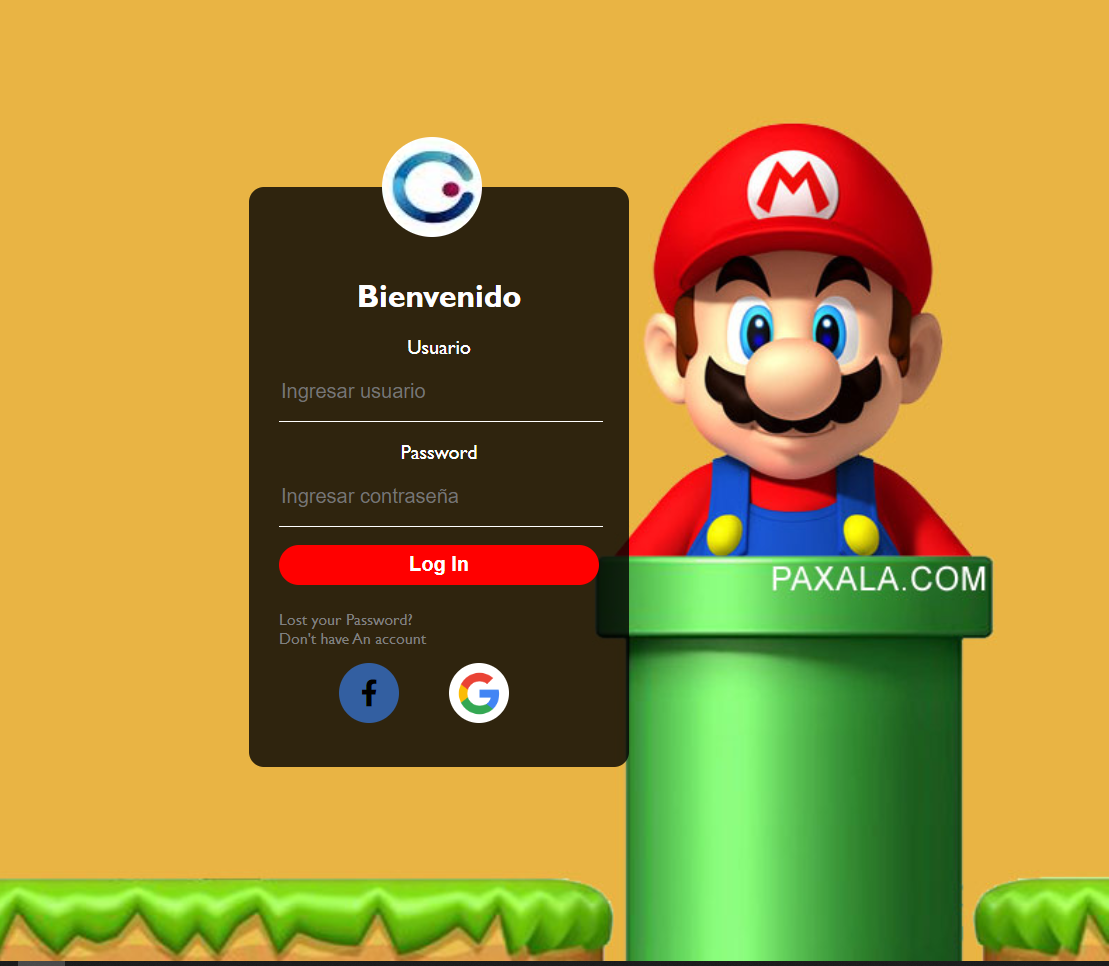 M
Bienvenido
Usuario
Ingresar usuario
Password
Ingresar contraseña
Log In
PAXALA.COM
Lost your Password?
Don't have An account
f
G